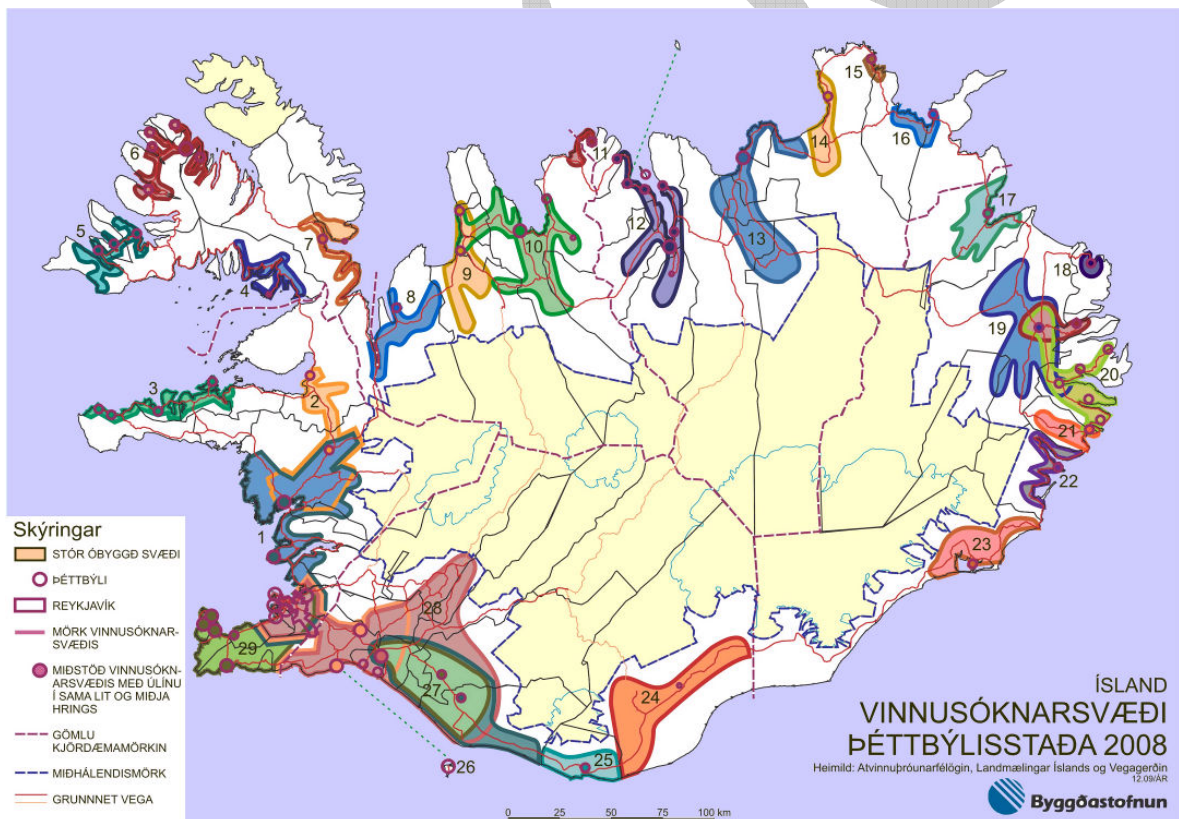 15
14
16
6
11
5
17
12
10
7
13
18
4
9
8
19
3
20
2
21
22
23
1
28
29
27
24
25
26
Skýringar
STÓR ÓBYGGÐ SVÆÐI
ÞÉTTBÝLI
REYKJAVÍK
MÖRK VINNUSÓKNAR-
SVÆÐIS
MIÐSTÖÐ VINNUSÓKN-
ARSVÆÐIS MEÐ ÚLÍNU
Í SAMA LIT OG MIÐJA
HRINGS
GÖMLU
KJÖRDÆMAMÖRKIN
MIÐHÁLENDISMÖRK
GRUNNNET VEGA
0 25 50 75 100 km
ÍSLAND
VINNUSÓKNARSVÆÐI
ÞÉTTBÝLISSTAÐA 2008
Heimild: Atvinnuþróunarfélögin, Landmælingar Íslands og Vegagerðin
12.09/ÁR
Byggðastofnun